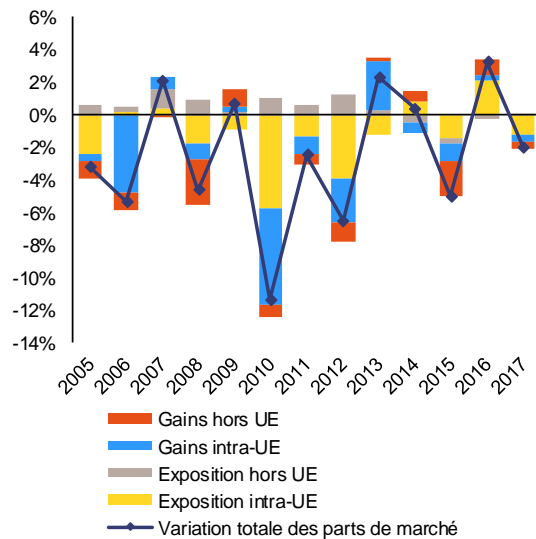 6%
4%
2%
0%
-2%
-4%
-6%
-8%
-10%
-12%
-14%
2005 2006 2007 2008 2009 2010 2011 2012 2013 2014 2015 2016 2017
Gains hors UE
Gains intra-UE
Exposition hors UE
Exposition intra-UE
Variation totale des parts de marché